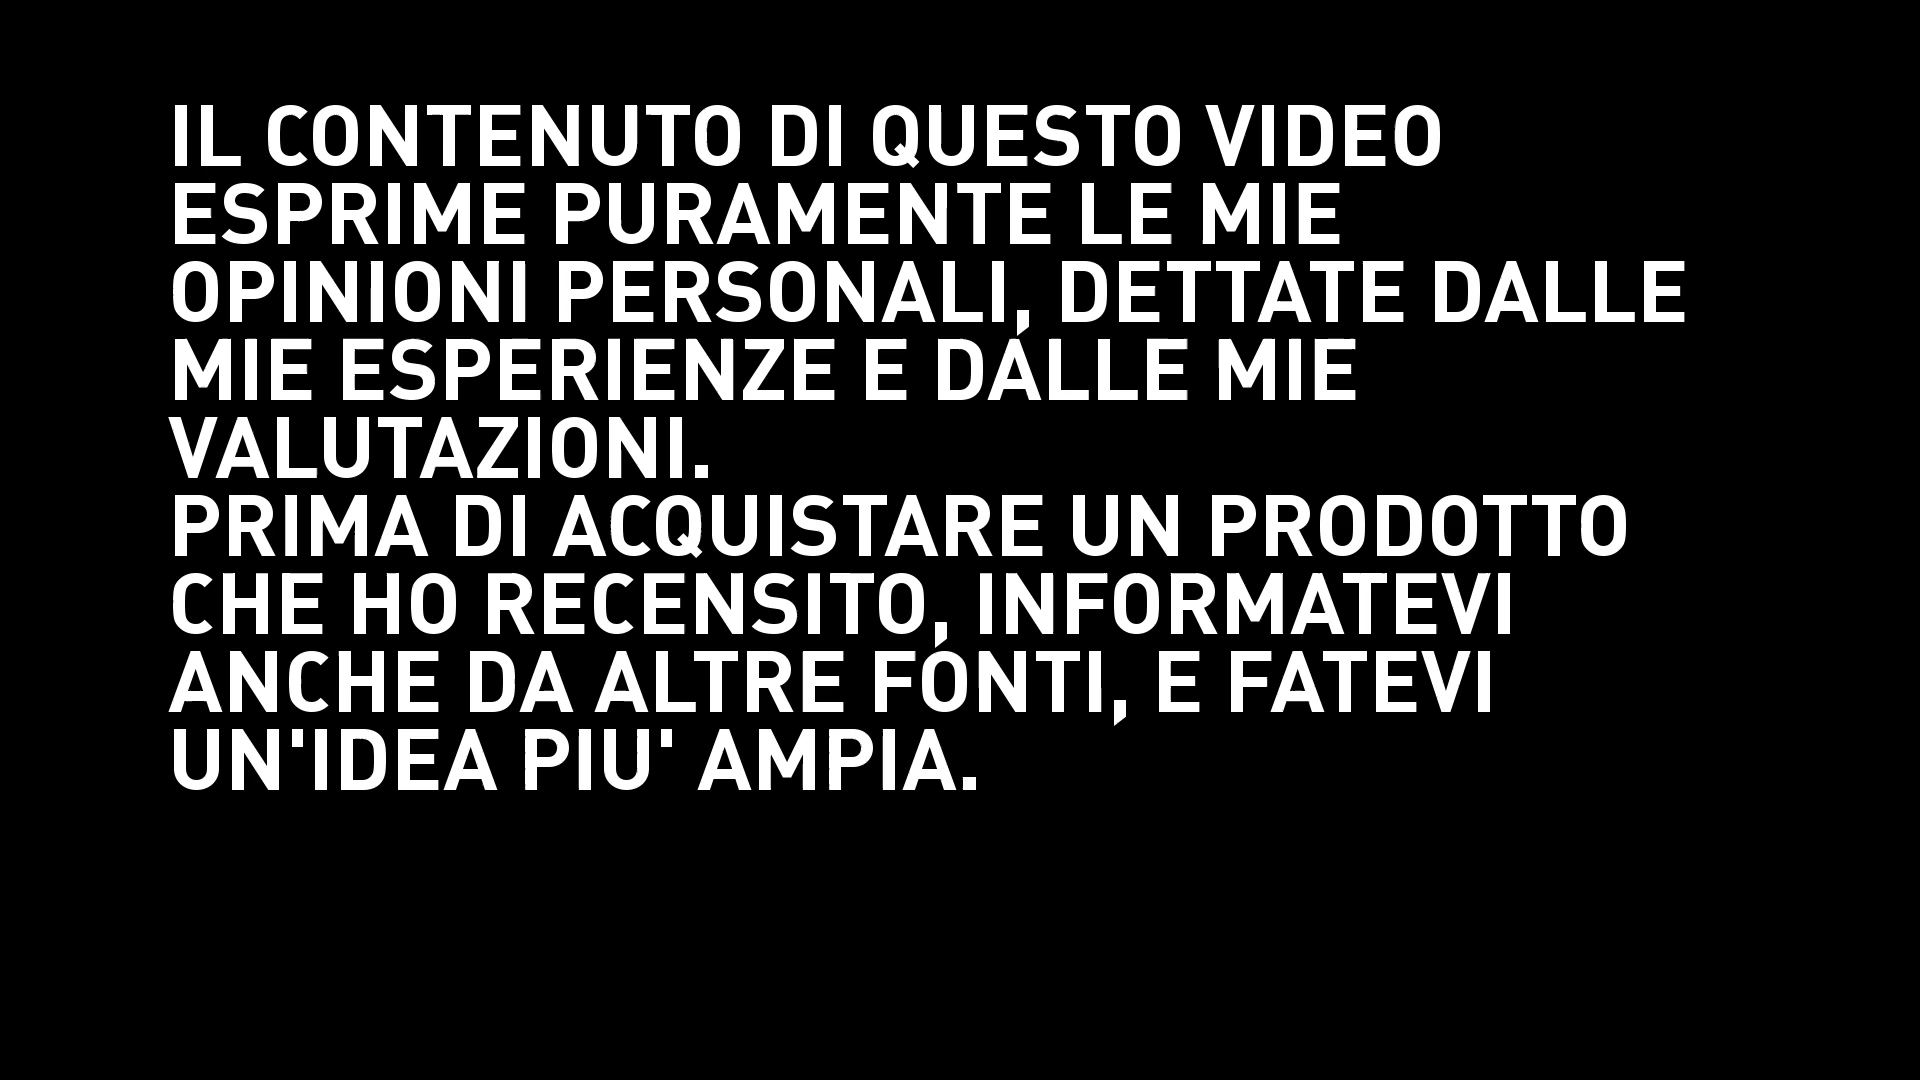 IL CONTENUTO DI QUESTO VIDEO
ESPRIME PURAMENTE LE MIE
OPINIONI PERSONALI, DETTATE DALLE
MIE ESPERIENZE E DALLE MIE
VALUTAZIONI.
PRIMA DI ACQUISTARE UN PRODOTTO
CHE HO RECENSITO, INFORMATEVI
ANCHE DA ALTRE FONTI, E FATEVI
UN'IDEA PIU' AMPIA.